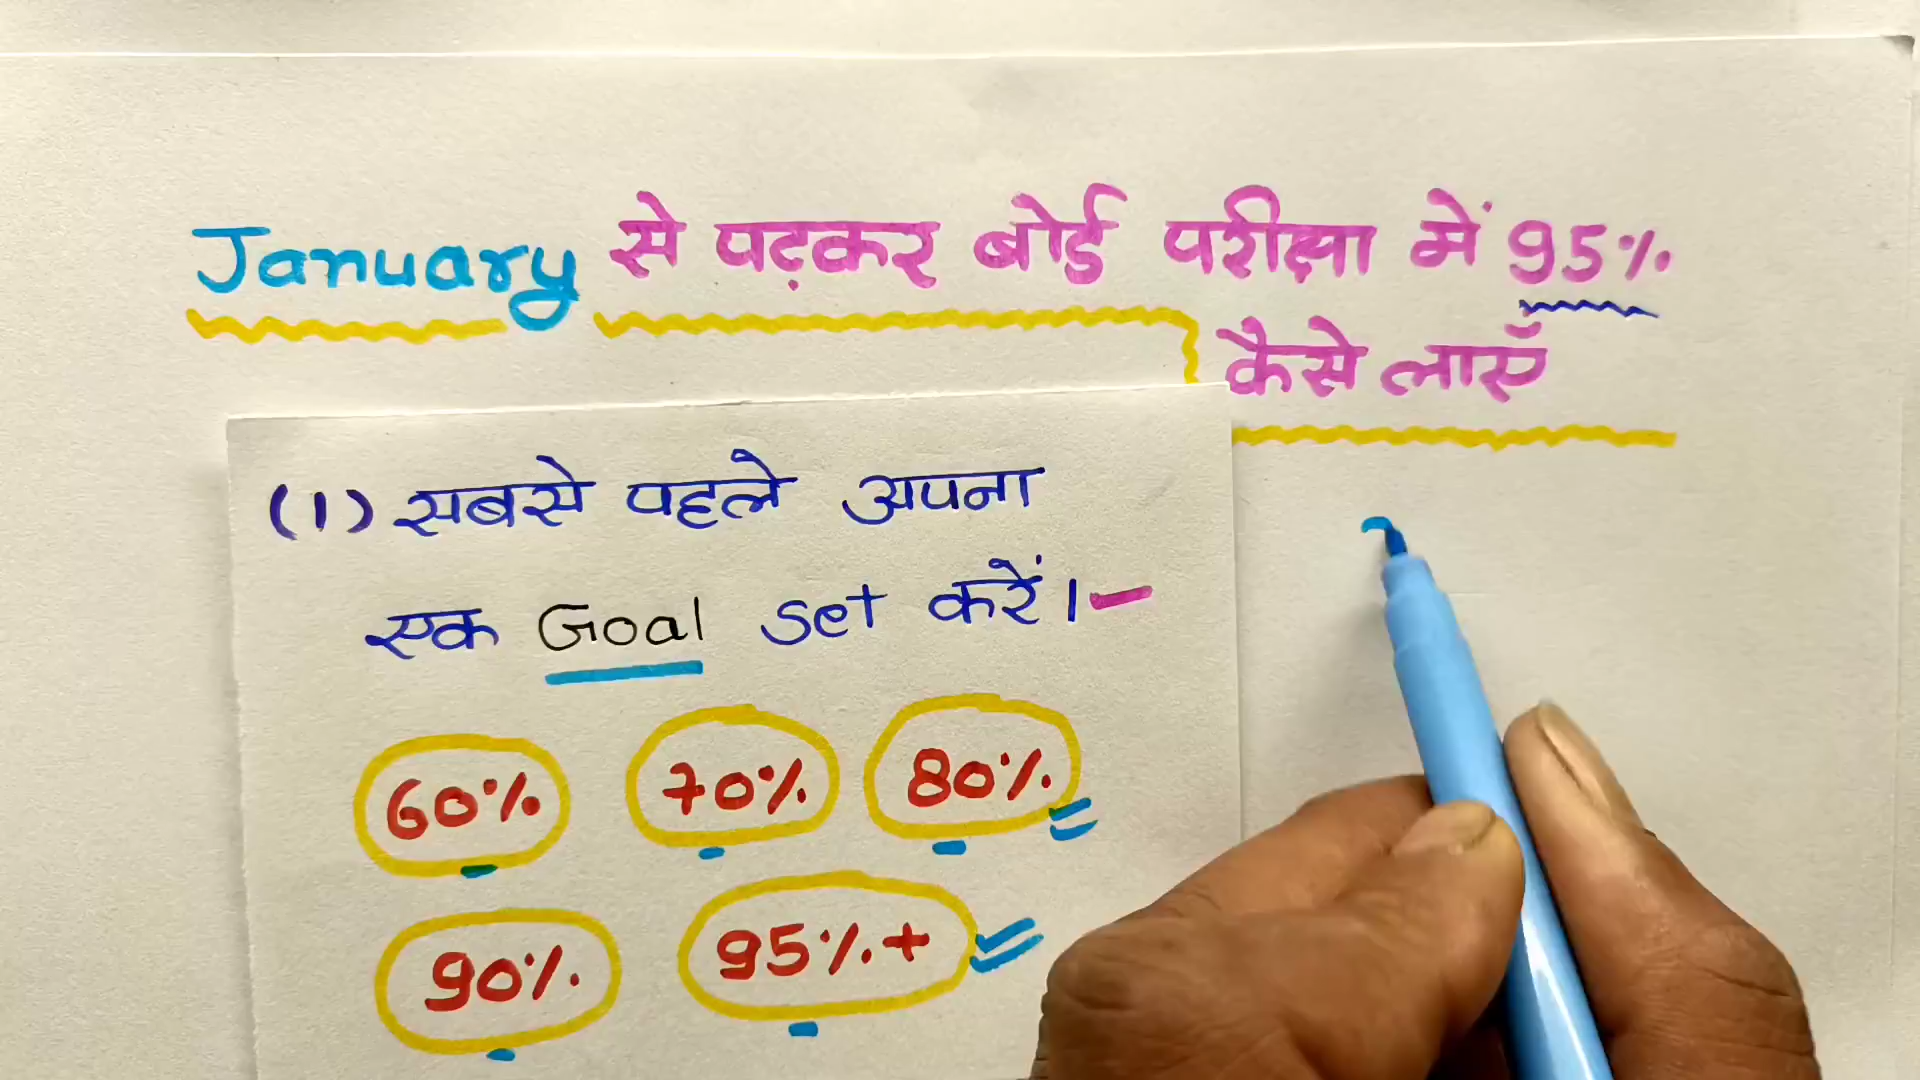 January से पढ़कर बोर्ड परीक्षा में 95%
कैसे लाएँ
(1) सबसे पहले अपना
एक Goal set करें।
60% 70% 80%
90% 95%+